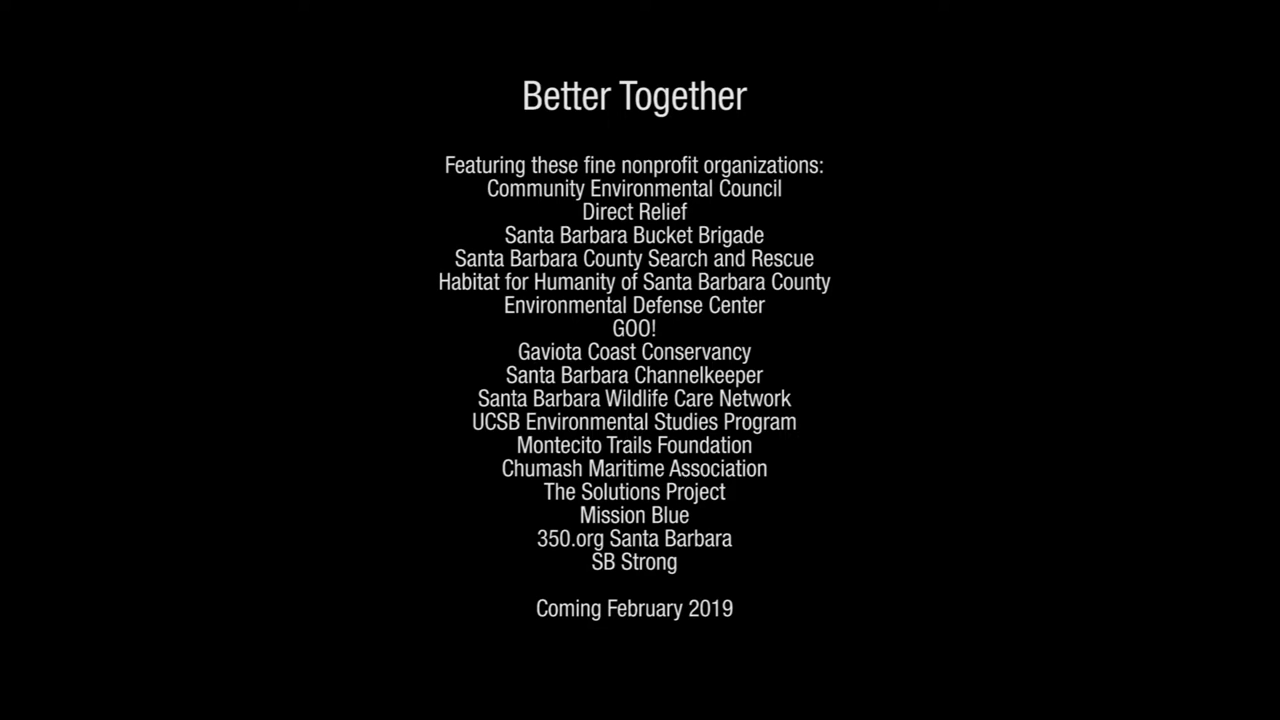 Better Together
Featuring these fine nonprofit organizations:
Community Environmental Council
Direct Relief
Santa Barbara Bucket Brigade
Santa Barbara County Search and Rescue
Habitat for Humanity of Santa Barbara County
Environmental Defense Center
GOO!
Gaviota Coast Conservancy
Santa Barbara Channelkeeper
Santa Barbara Wildlife Care Network
UCSB Environmental Studies Program
Montecito Trails Foundation
Chumash Maritime Association
The Solutions Project
Mission Blue
350.org Santa Barbara
SB Strong
Coming February 2019